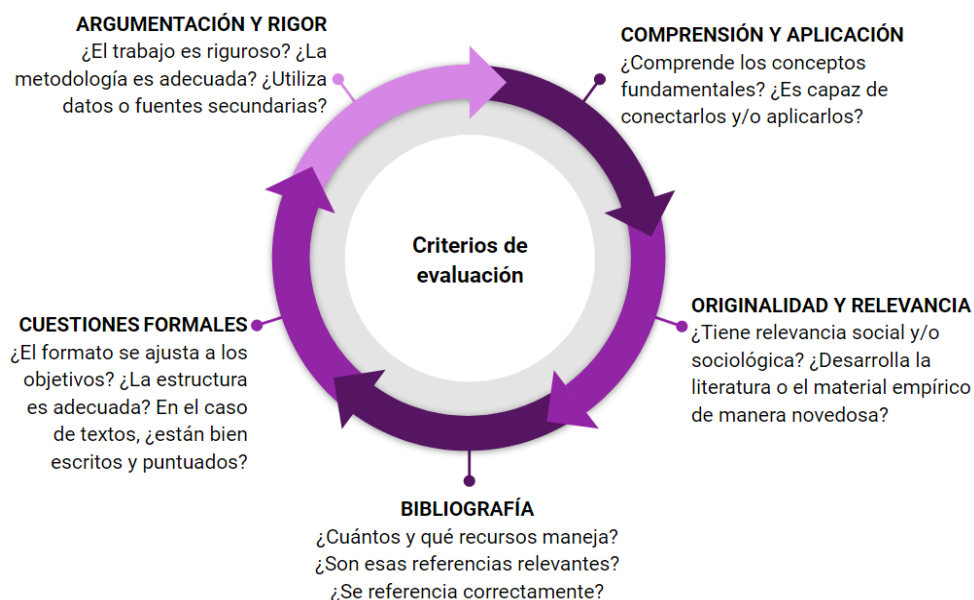 ARGUMENTACIÓN Y RIGOR
¿El trabajo es riguroso? ¿La
metodología es adecuada? ¿Utiliza
datos o fuentes secundarias?
COMPRENSIÓN Y APLICACIÓN
¿Comprende los conceptos
fundamentales? ¿Es capaz de
conectarlos y/o aplicarlos?
Criterios de
evaluación
ORIGINALIDAD Y RELEVANCIA
¿Tiene relevancia social y/o
sociológica? ¿Desarrolla la
literatura o el material empírico
de manera novedosa?
CUESTIONES FORMALES
¿El formato se ajusta a los
objetivos? ¿La estructura
es adecuada? En el caso
de textos, ¿están bien
escritos y puntuados?
BIBLIOGRAFÍA
¿Cuántos y qué recursos maneja?
¿Son esas referencias relevantes?
¿Se referencia correctamente?